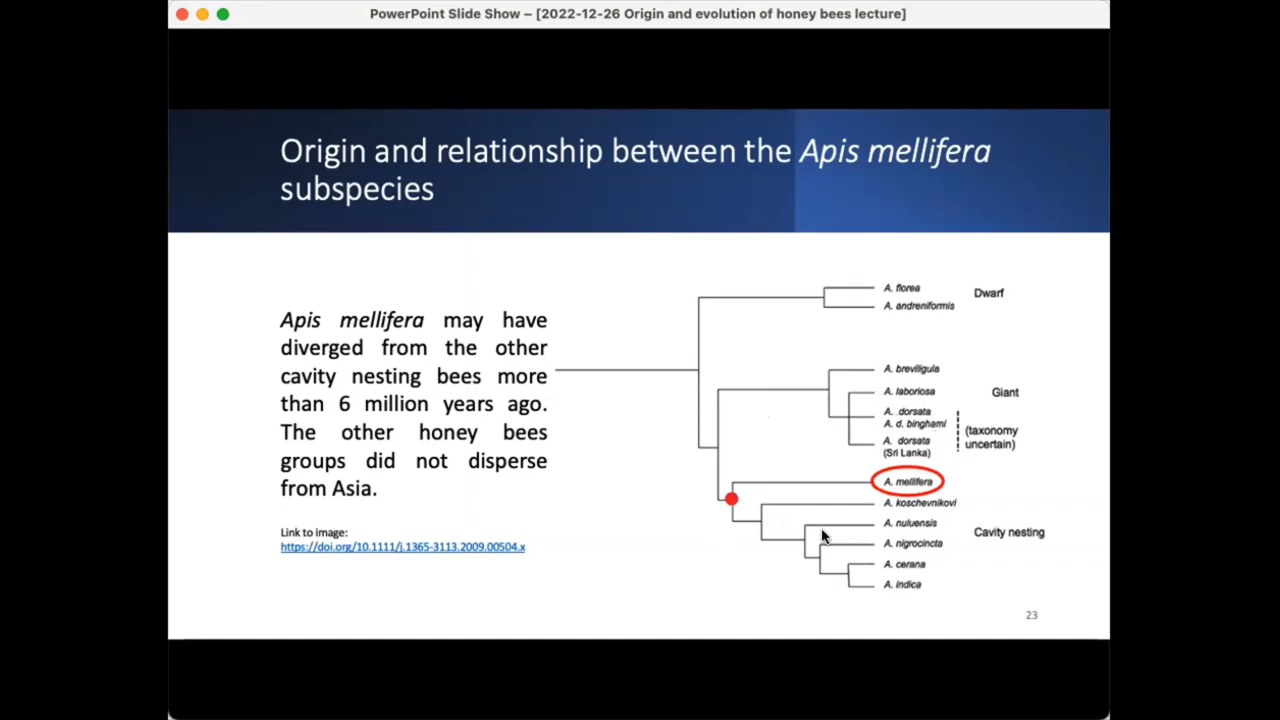 PowerPoint Slide Show – [2022-12-26 Origin and evolution of honey bees lecture]
Origin and relationship between the Apis mellifera
subspecies
Apis mellifera may have
diverged from the other
cavity nesting bees more
than 6 million years ago.
The other honey bees
groups did not disperse
from Asia.
Link to image:
https://doi.org/10.1111/j.1365-3113.2009.00504.x
A. florea
A. andreniformis
Dwarf
A. breviligula
A. laboriosa
A. dorsata
A. d. binghami
A. dorsata
(Sri Lanka)
Giant
(taxonomy
uncertain)
A. mellifera
A. koschevnikovi
A. nuluensis
A. nigrocincta
A. cerana
A. indica
Cavity nesting
23